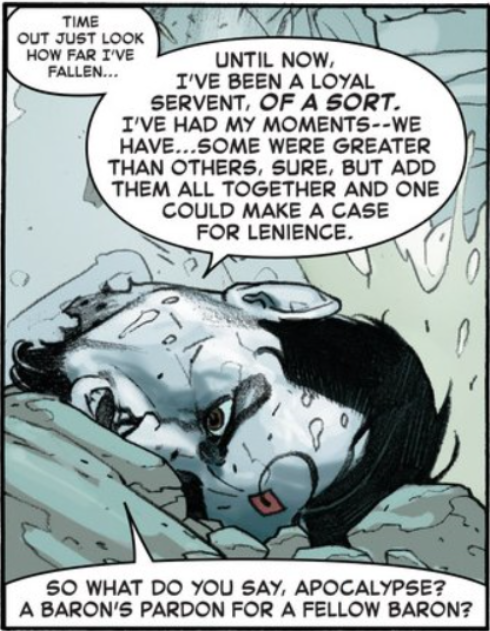 TIME
OUT JUST LOOK
HOW FAR I'VE
FALLEN...
UNTIL NOW,
I'VE BEEN A LOYAL
SERVENT, OF A SORT.
I'VE HAD MY MOMENTS--WE
HAVE...SOME WERE GREATER
THAN OTHERS, SURE, BUT ADD
THEM ALL TOGETHER AND ONE
COULD MAKE A CASE
FOR LENIENCE.
SO WHAT DO YOU SAY, APOCALYPSE?
A BARON'S PARDON FOR A FELLOW BARON?